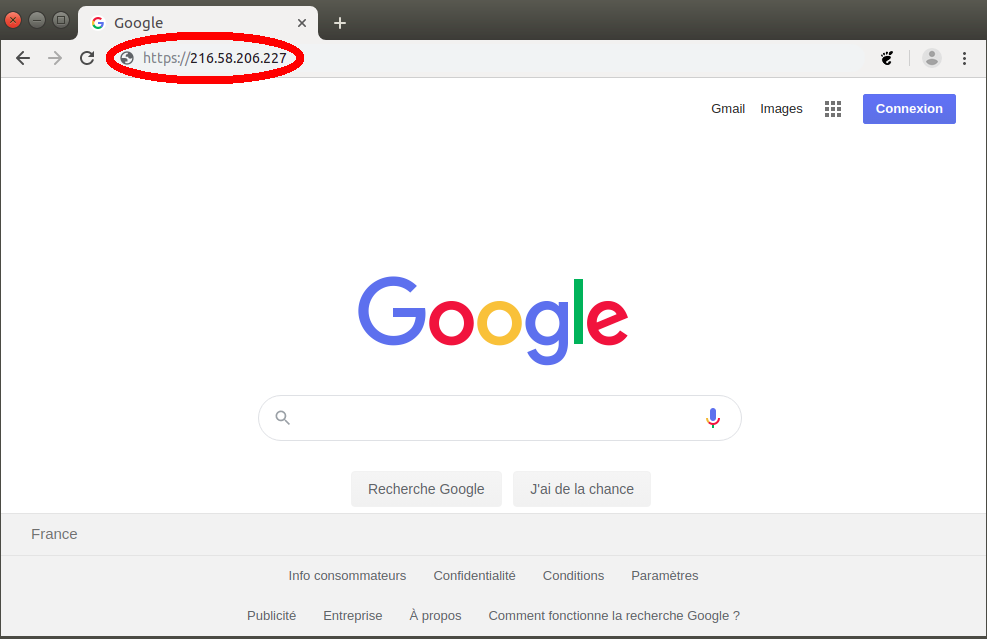 Google
https://216.58.206.227
Gmail Images Connexion
Google
Recherche Google J'ai de la chance
France
Info consommateurs Confidentialité Conditions Paramètres
Publicité Entreprise À propos Comment fonctionne la recherche Google ?